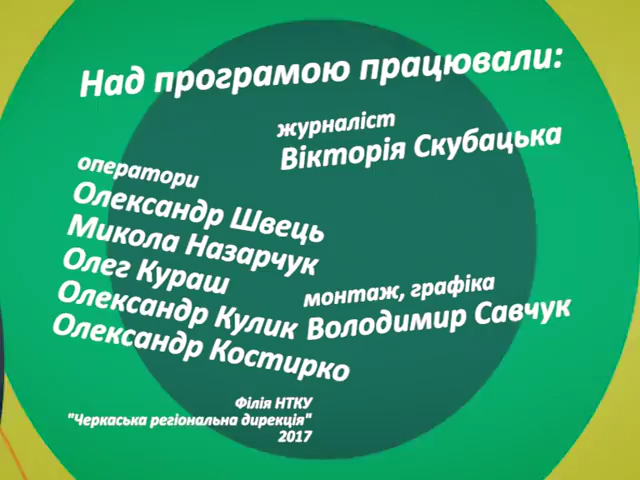 Над програмою працювали:
журналіст
Вікторія Скубацька
оператори
Олександр Швець
Микола Назарчук
Олег Кураш
Олександр Кулик
Олександр Костирко
монтаж, графіка
Володимир Савчук
Філія НТКУ
"Черкаська регіональна дирекція"
2017